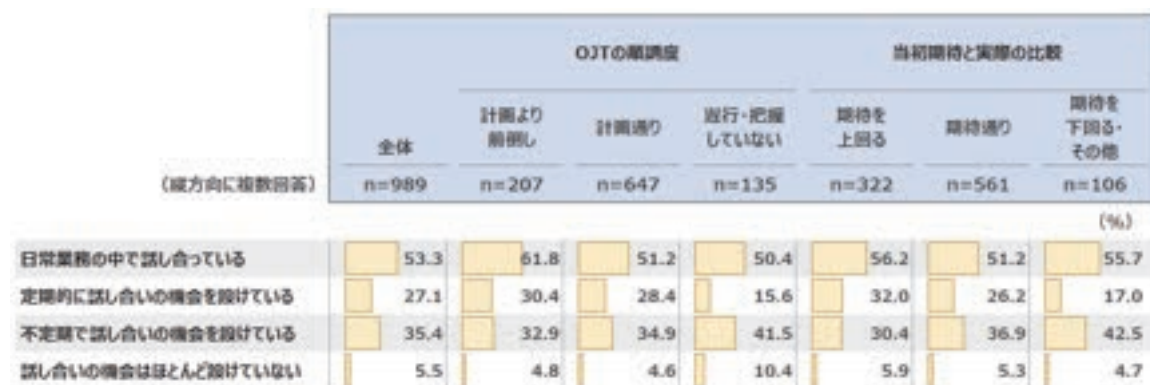 OJTの順調度 当初期待と実際の比較
全体 計画より前倒し 計画通り 遅行・把握していない 期待を上回る 期待通り 期待を下回る・その他
(縦方向に複数回答) n=989 n=207 n=647 n=135 n=322 n=561 n=106
(%)
日常業務の中で話し合っている 53.3 61.8 51.2 50.4 56.2 51.2 55.7
定期的に話し合いの機会を設けている 27.1 30.4 28.4 15.6 32.0 26.2 17.0
不定期で話し合いの機会を設けている 35.4 32.9 34.9 41.5 30.4 36.9 42.5
話し合いの機会はほとんど設けていない 5.5 4.8 4.6 10.4 5.9 5.3 4.7